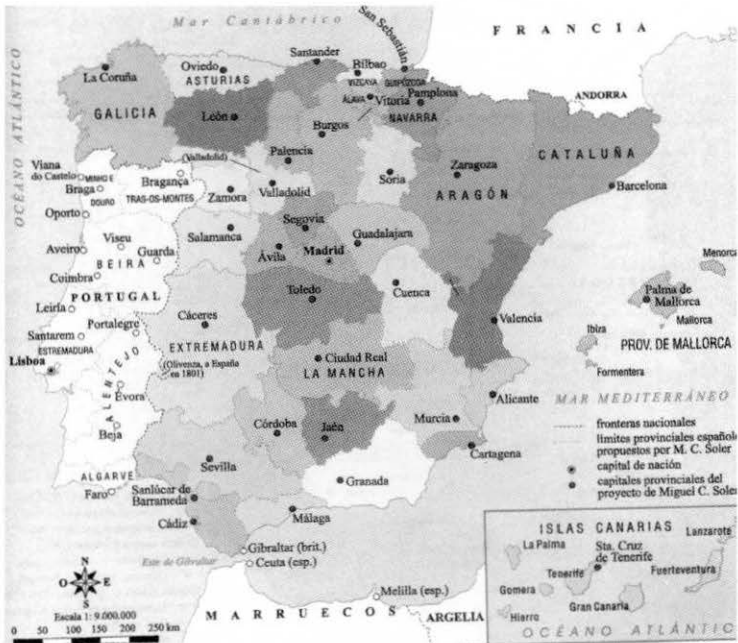 Mar Cantábrico
FRANCIA
OCÉANO ATLÁNTICO
San Sebastián
Santander
Bilbao
La Coruña
Oviedo
ASTURIAS
VIZCAYA
GUIPÚZCOA
ANDORRA
GALICIA
León
ÁLAVA
Vitoria
Pamplona
NAVARRA
Burgos
Palencia
(Valladolid)
CATALUÑA
Viana
do Castelo
MINHO E
DOURO
Braga
Bragança
TRAS-OS-MONTES
Zamora
Valladolid
Soria
Zaragoza
ARAGÓN
Barcelona
Oporto
Segovia
Salamanca
Guadalajara
Aveiro
Viseu
Guarda
BEIRA
Ávila
Madrid
Menorca
Coimbra
PORTUGAL
Toledo
Cuenca
Palma de
Mallorca
Mallorca
Leiría
Santarem
Portalegre
Cáceres
Valencia
Ibiza
PROV. DE MALLORCA
ESTREMADURA
EXTREMADURA
(Olivenza, a España
en 1801)
Ciudad Real
LA MANCHA
Formentera
Lisboa
ALENTEJO
Évora
Beja
Alicante
MAR MEDITERRÁNEO
Córdoba
Jaén
Murcia
Cartagena
fronteras nacionales
límites provinciales español
propuestos por M. C. Soler
capital de nación
capitales provinciales del
proyecto de Miguel C. Soler
ALGARVE
Faro
Sevilla
Granada
Sanlúcar de
Barrameda
Cádiz
Málaga
ISLAS CANARIAS
La Palma
Sta. Cruz
de Tenerife
Lanzarote
Tenerife
Fuerteventura
Gomera
Gran Canaria
Hierro
OCÉANO ATLÁNTIC
Este de Gibraltar
Gibraltar (brit.)
Ceuta (esp.)
Melilla (esp.)
N
O
E
S
Escala 1: 9.000.000
0 50 100 150 200 250 km
MARRUECOS
ARGELIA